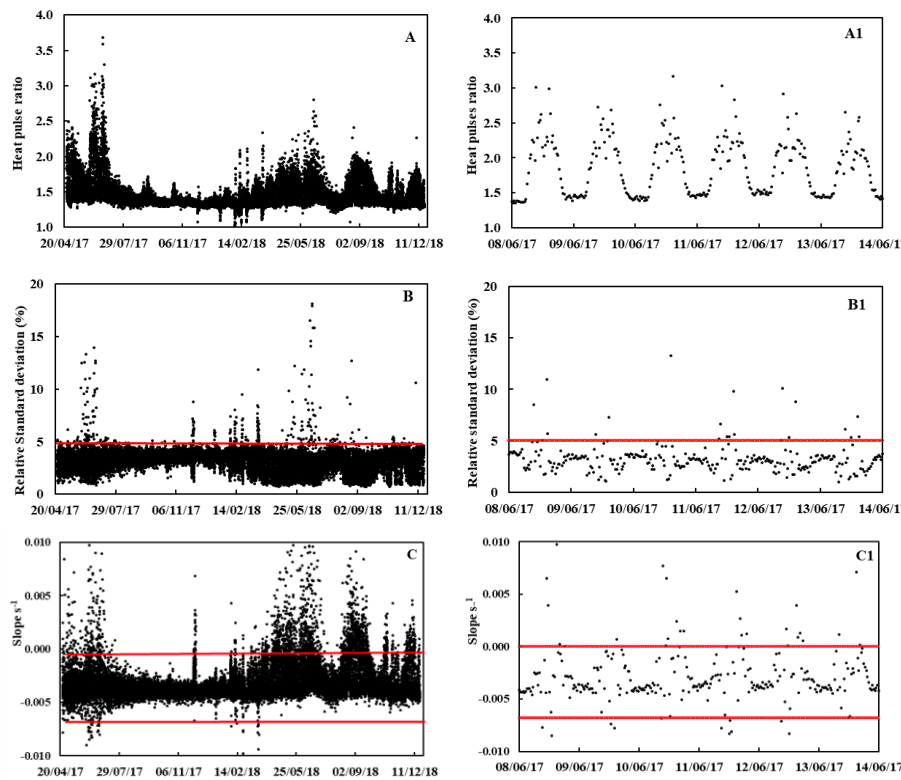 A
Heat pulse ratio
4.0
3.5
3.0
2.5
2.0
1.5
1.0
20/04/17 29/07/17 06/11/17 14/02/18 25/05/18 02/09/18 11/12/18
A1
Heat pulses ratio
4.0
3.5
3.0
2.5
2.0
1.5
1.0
08/06/17 09/06/17 10/06/17 11/06/17 12/06/17 13/06/17 14/06/1
B
Relative Standard deviation (%)
20
15
10
5
0
20/04/17 29/07/17 06/11/17 14/02/18 25/05/18 02/09/18 11/12/18
B1
Relative standard deviation (%)
20
15
10
5
0
08/06/17 09/06/17 10/06/17 11/06/17 12/06/17 13/06/17 14/06/1
C
Slope s⁻¹
0.010
0.005
0.000
-0.005
-0.010
20/04/17 29/07/17 06/11/17 14/02/18 25/05/18 02/09/18 11/12/18
C1
Slope s⁻¹
0.010
0.005
0.000
-0.005
-0.010
08/06/17 09/06/17 10/06/17 11/06/17 12/06/17 13/06/17 14/06/1